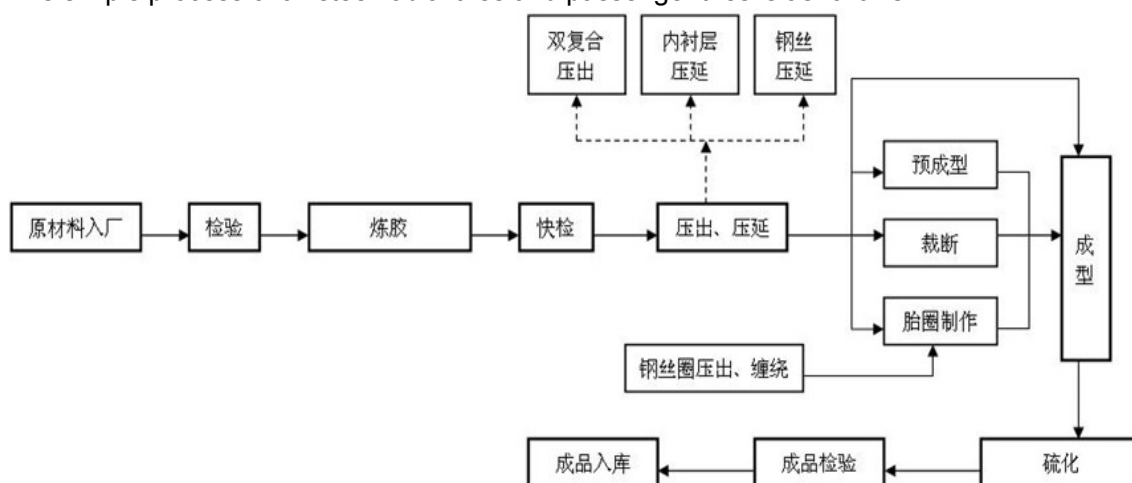 双复合
压出
内衬层
压延
钢丝
压延
预成型
原材料入厂
检验
炼胶
快检
压出、压延
裁断
成
型
胎圈制作
钢丝圈压出、缠绕
成品入库
成品检验
硫化